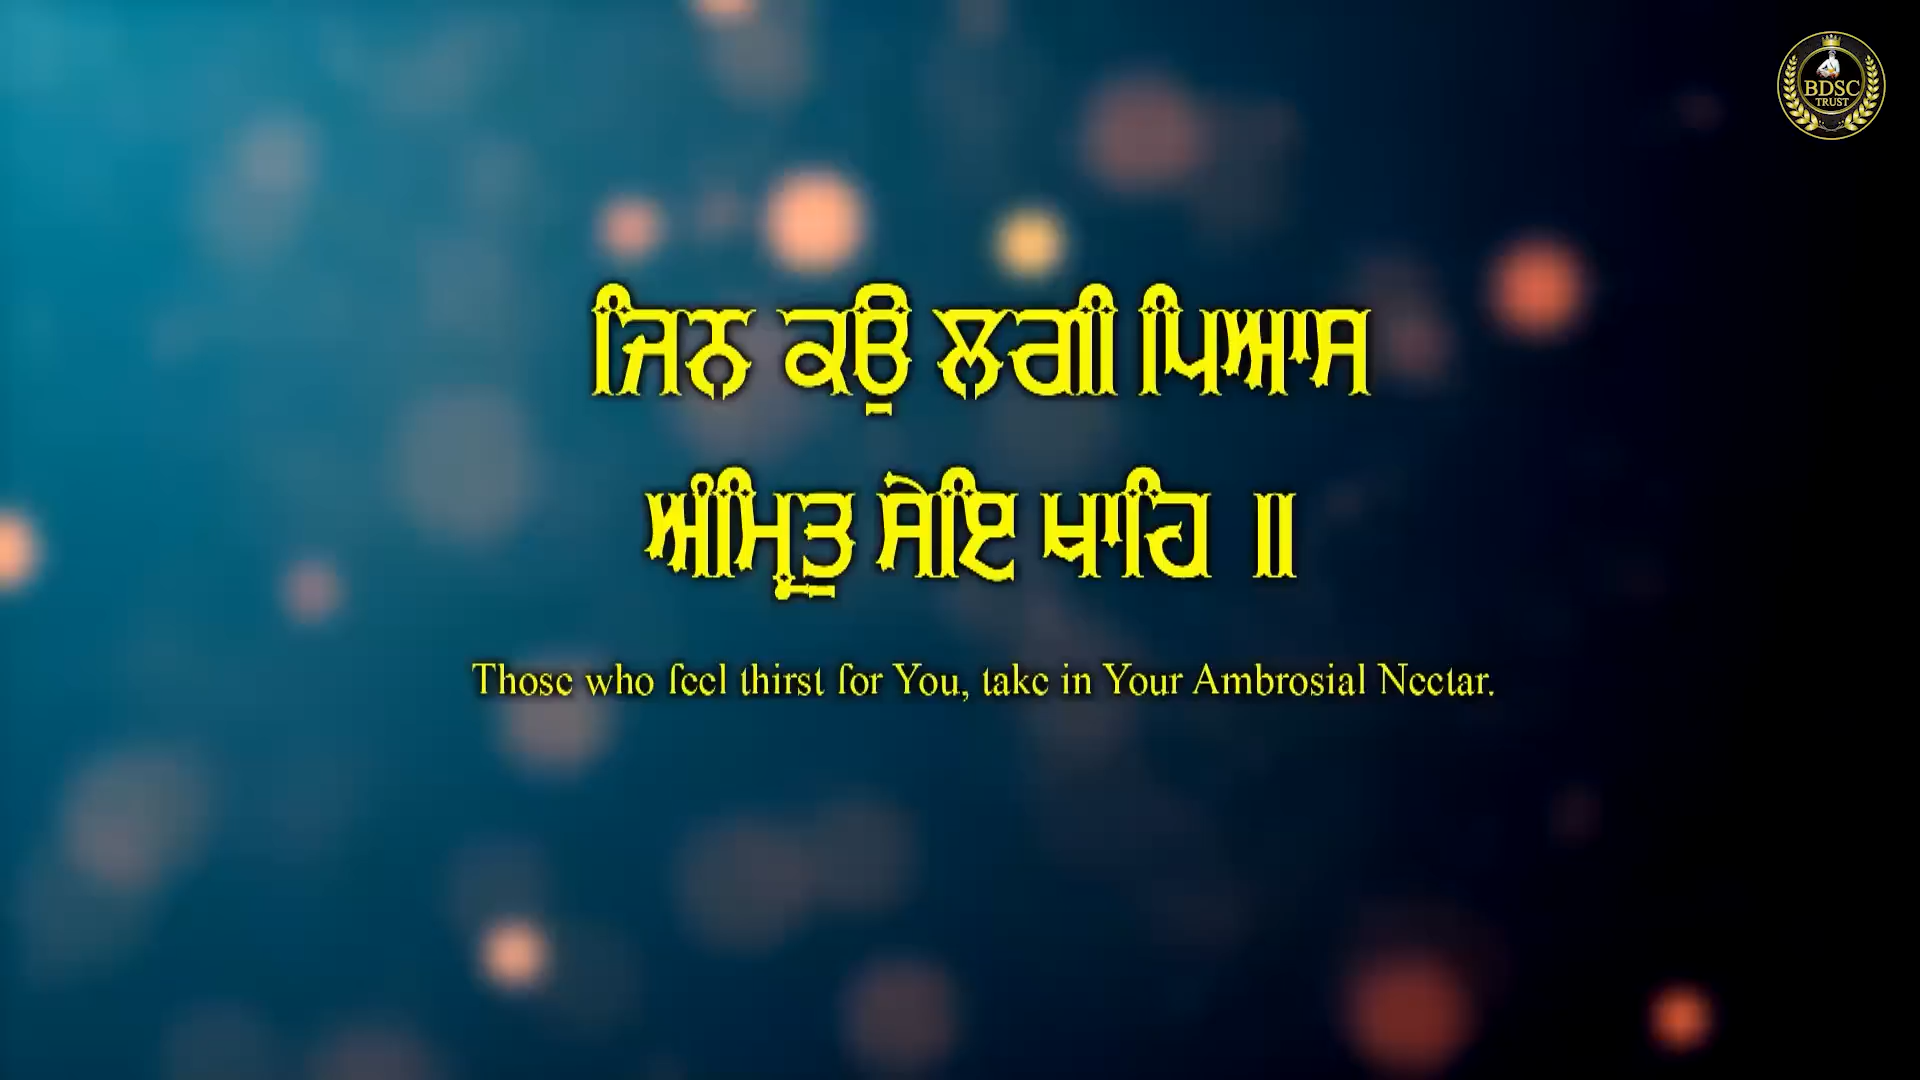 BDSC
TRUST
ਜਿਨ ਕਉ ਲਗੀ ਪਿਆਸ
ਅੰਮ੍ਰਿਤੁ ਸੇਇ ਖਾਹਿ ॥
Those who feel thirst for You, take in Your Ambrosial Nectar.